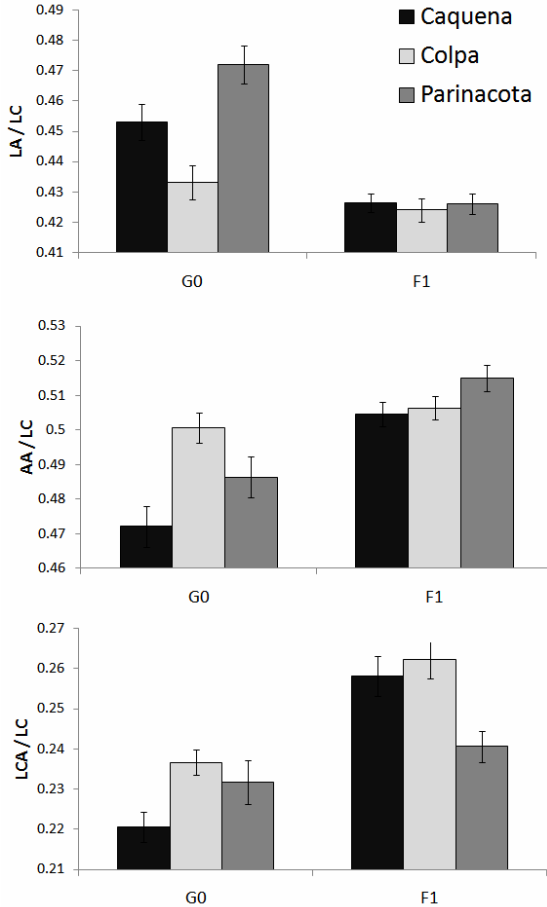 0.49
0.48
0.47
0.46
0.45
0.44
0.43
0.42
0.41
LA / LC
Caquena
Colpa
Parinacota
G0 F1
0.53
0.52
0.51
0.5
0.49
0.48
0.47
0.46
AA / LC
G0 F1
0.27
0.26
0.25
0.24
0.23
0.22
0.21
LCA / LC
G0 F1